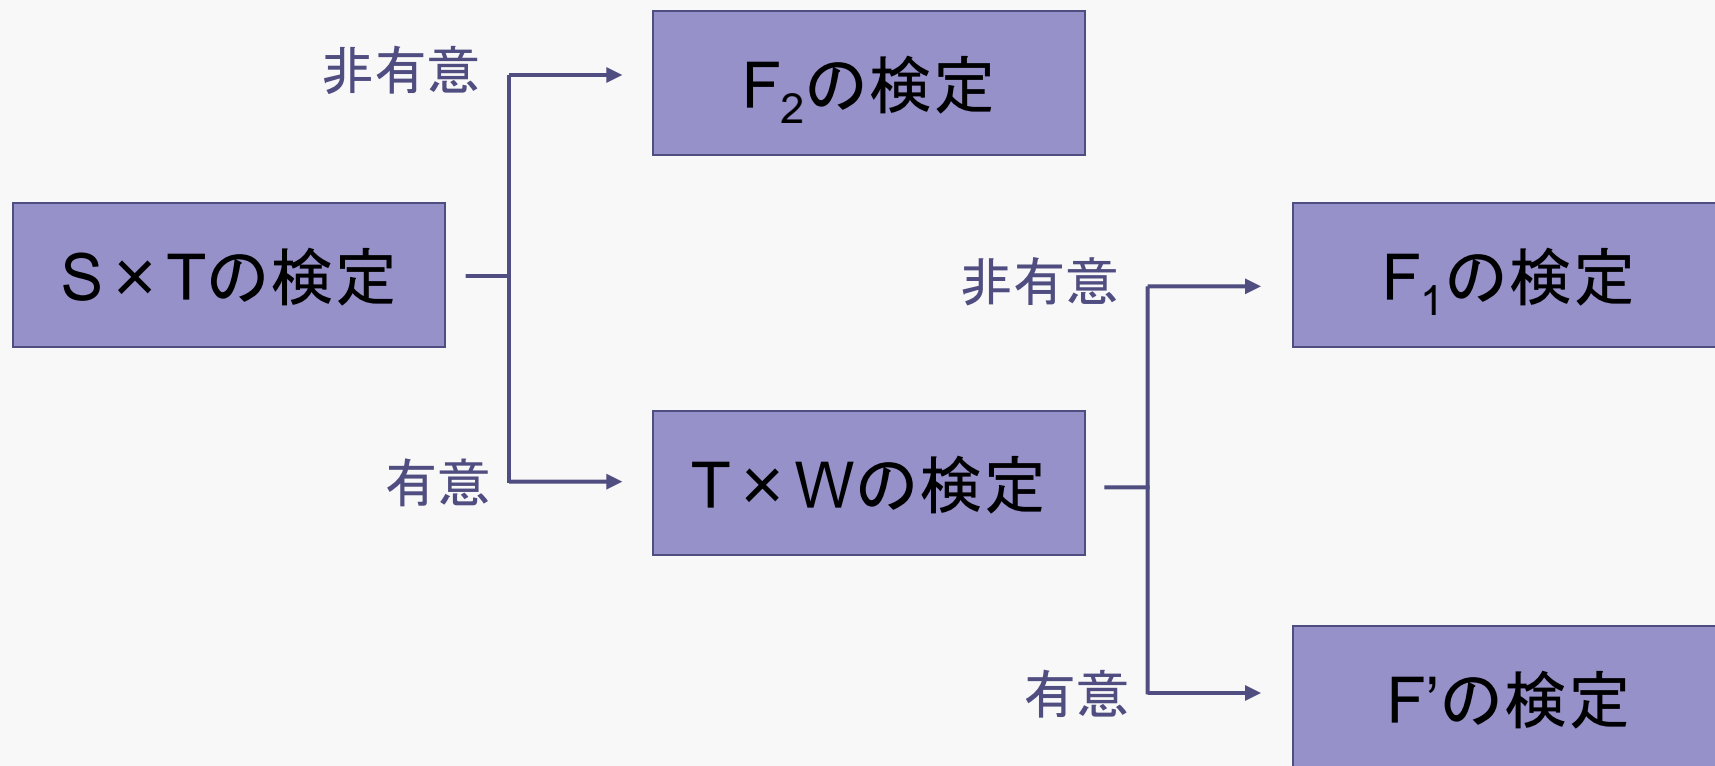 非有意
F₂の検定
S×Tの検定
非有意
F₁の検定
有意
T×Wの検定
有意
F’の検定